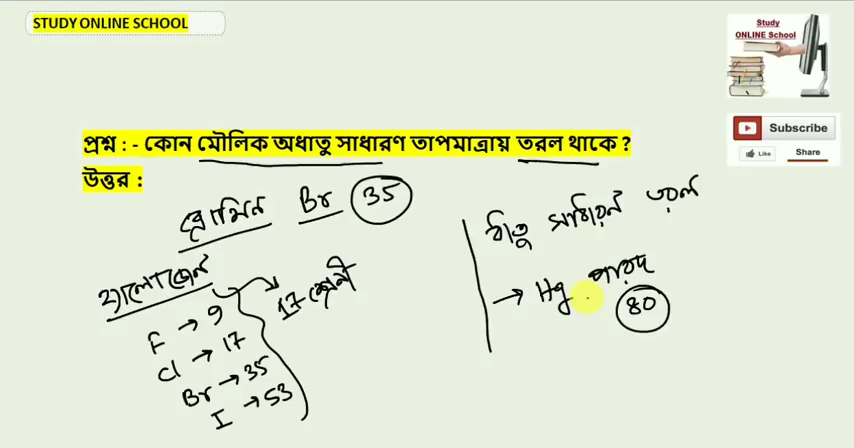 STUDY ONLINE SCHOOL
Study
ONLINE School
Subscribe
Like
Share
প্রশ্ন : - কোন মৌলিক অধাতু সাধারণ তাপমাত্রায় তরল থাকে ?
উত্তর :
ব্রোমিন Br 35
হ্যালোজেন
17 শ্রেনী
F → 9
Cl → 17
Br → 35
I → 53
ধাতু সাধারন তরল
→ Hg পারদ
80